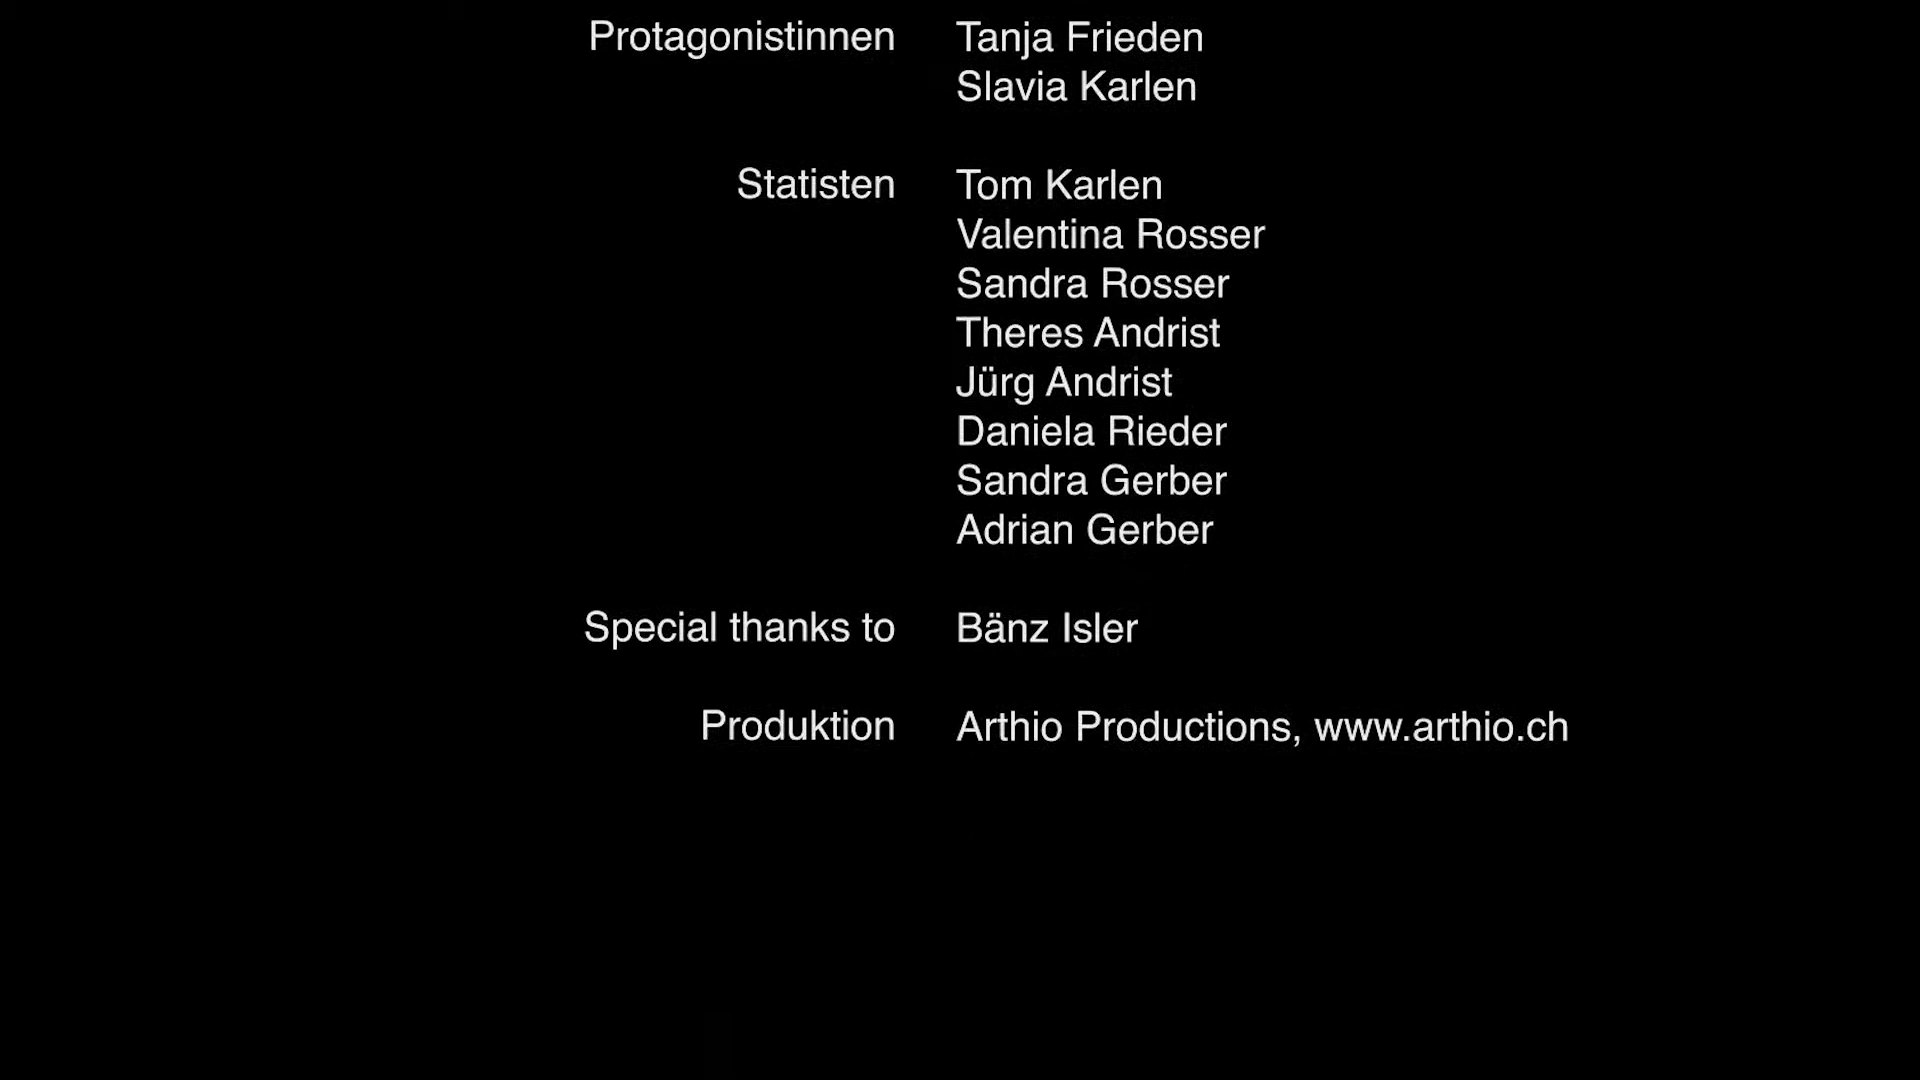 Protagonistinnen Tanja Frieden
Slavia Karlen
Statisten Tom Karlen
Valentina Rosser
Sandra Rosser
Theres Andrist
Jürg Andrist
Daniela Rieder
Sandra Gerber
Adrian Gerber
Special thanks to Bänz Isler
Produktion Arthio Productions, www.arthio.ch